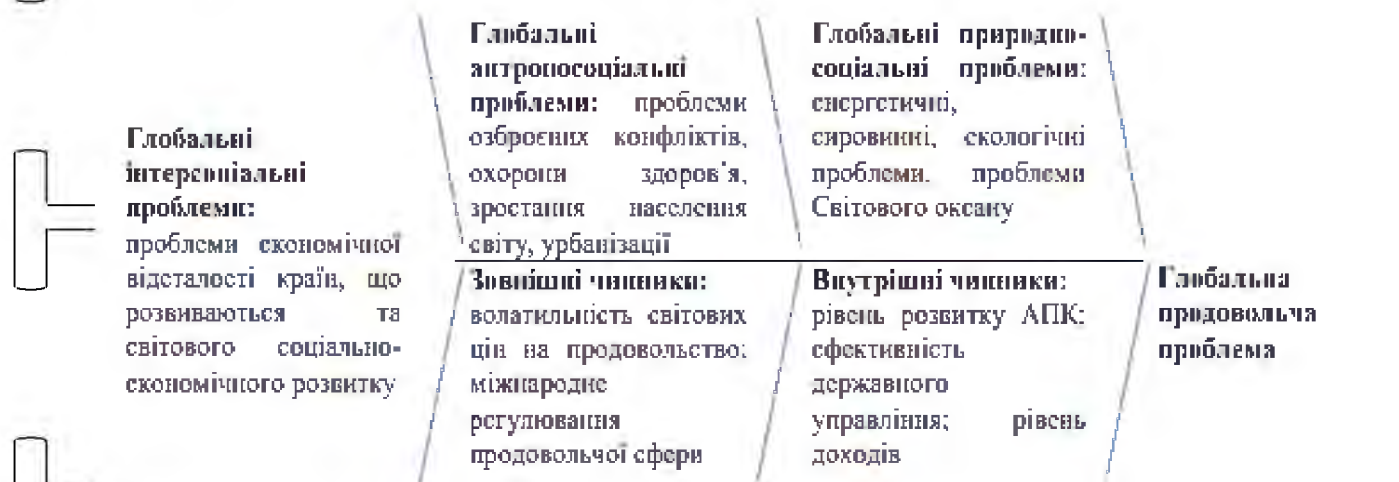 Глобальні
інтерсоціальні
проблеми:
проблеми економічної
відсталості країн, що
розвиваються та
світового соціально-
економічного розвитку
Глобальні
антропосоціальні
проблеми: проблеми
озброєних конфліктів,
охорони здоров'я,
зростання населення
світу, урбанізації
Глобальні природно-
соціальні проблеми:
енергетичні,
сировинні, екологічні
проблеми, проблеми
Світового океану
Зовнішні чинники:
волатильність світових
цін на продовольство;
міжнародне
регулювання
продовольчої сфери
Внутрішні чинники:
рівень розвитку АПК;
ефективність
державного
управління; рівень
доходів
Глобальна
продовольча
проблема